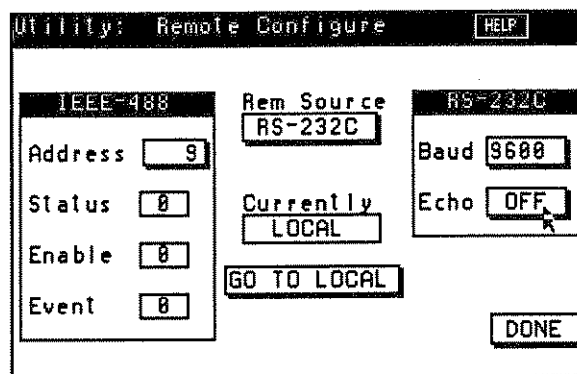 Utility: Remote Configure HELP
IEEE-488
Address 9
Status 0
Enable 0
Event 0
Rem Source
RS-232C
Currently
LOCAL
GO TO LOCAL
RS-232C
Baud 9600
Echo OFF
DONE